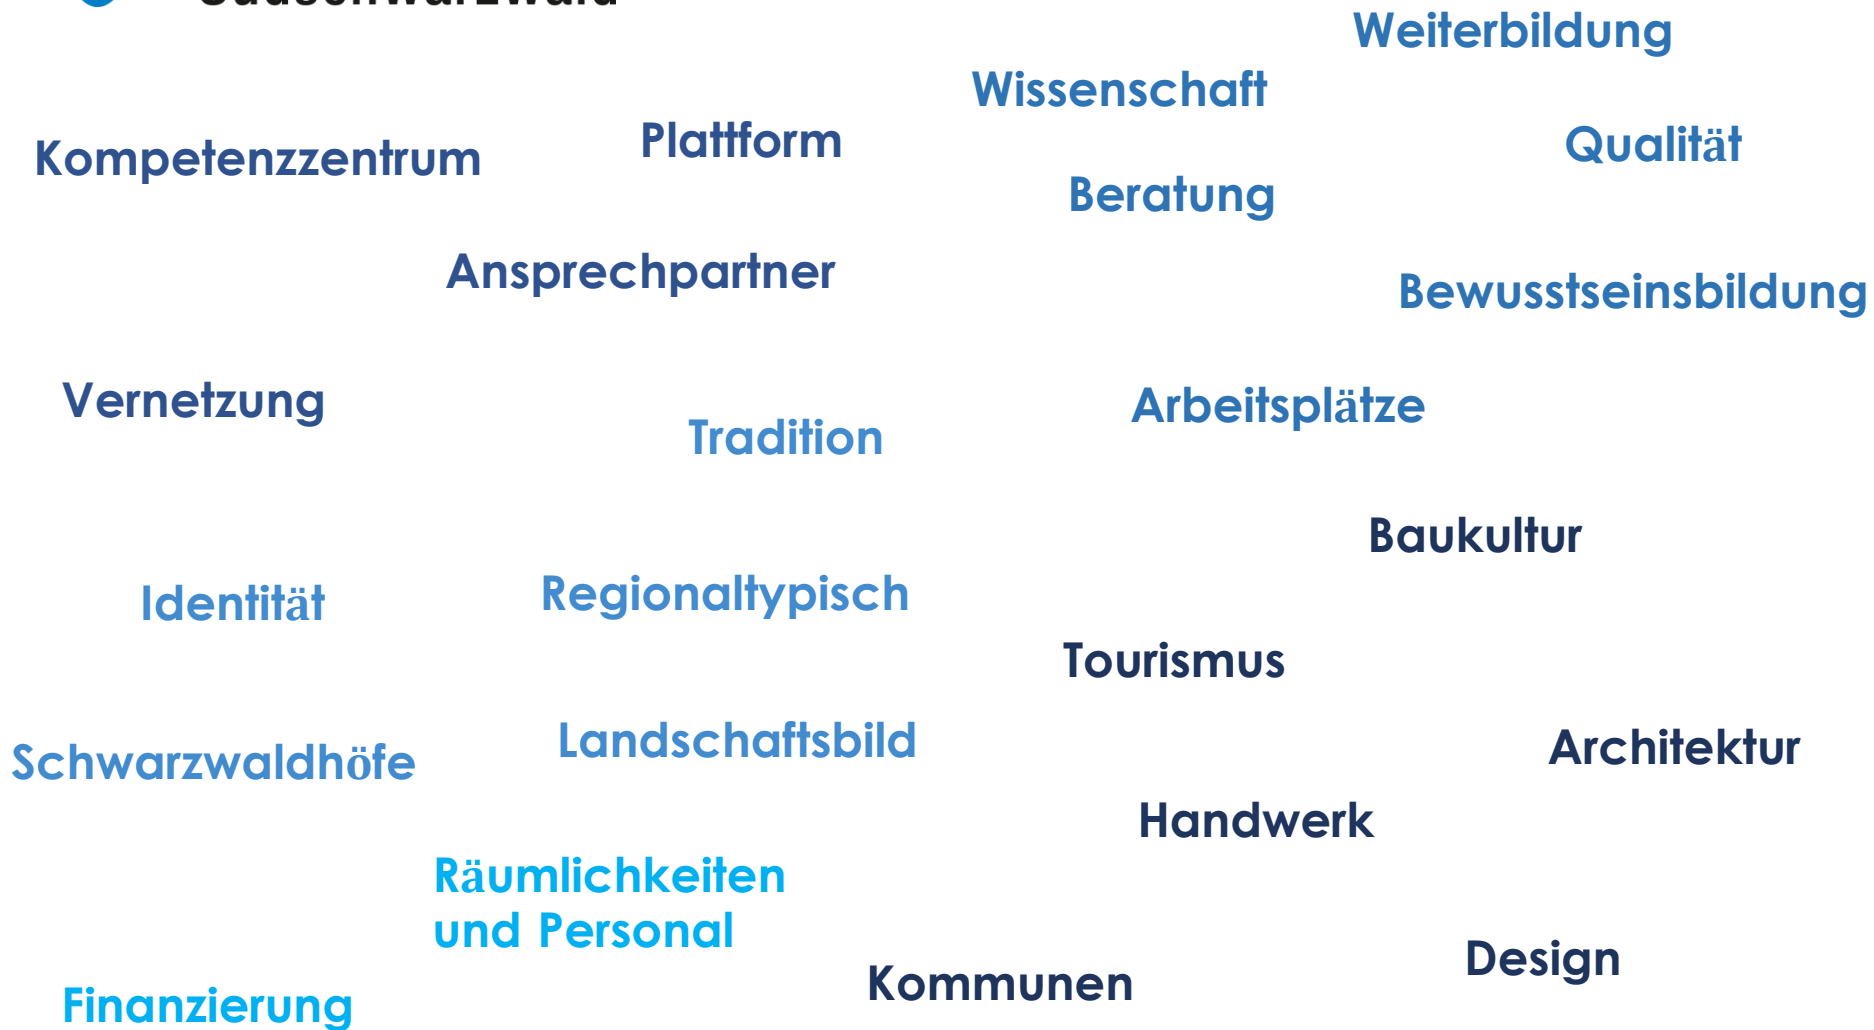 Südschwarzwald
Weiterbildung
Wissenschaft
Plattform
Qualität
Kompetenzzentrum
Beratung
Ansprechpartner
Bewusstseinsbildung
Vernetzung
Arbeitsplätze
Tradition
Baukultur
Regionaltypisch
Identität
Tourismus
Landschaftsbild
Architektur
Schwarzwaldhöfe
Handwerk
Räumlichkeiten
und Personal
Design
Kommunen
Finanzierung